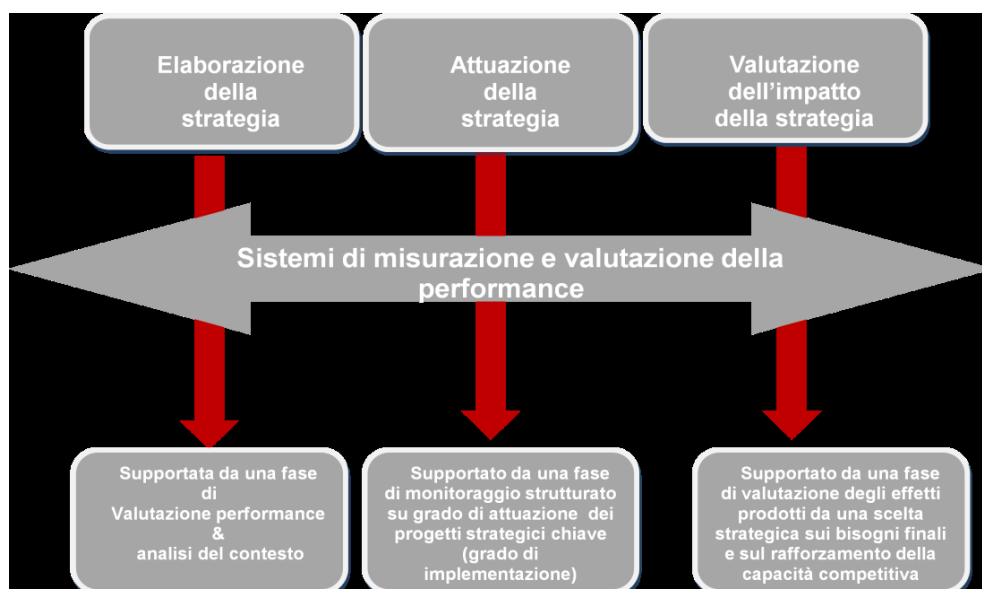 Elaborazione
della
strategia
Attuazione
della
strategia
Valutazione
dell’impatto
della strategia
Sistemi di misurazione e valutazione della
performance
Supportata da una fase
di
Valutazione performance
&
analisi del contesto
Supportato da una fase
di monitoraggio strutturato
su grado di attuazione dei
progetti strategici chiave
(grado di
implementazione)
Supportato da una fase
di valutazione degli effetti
prodotti da una scelta
strategica sui bisogni finali
e sul rafforzamento della
capacità competitiva